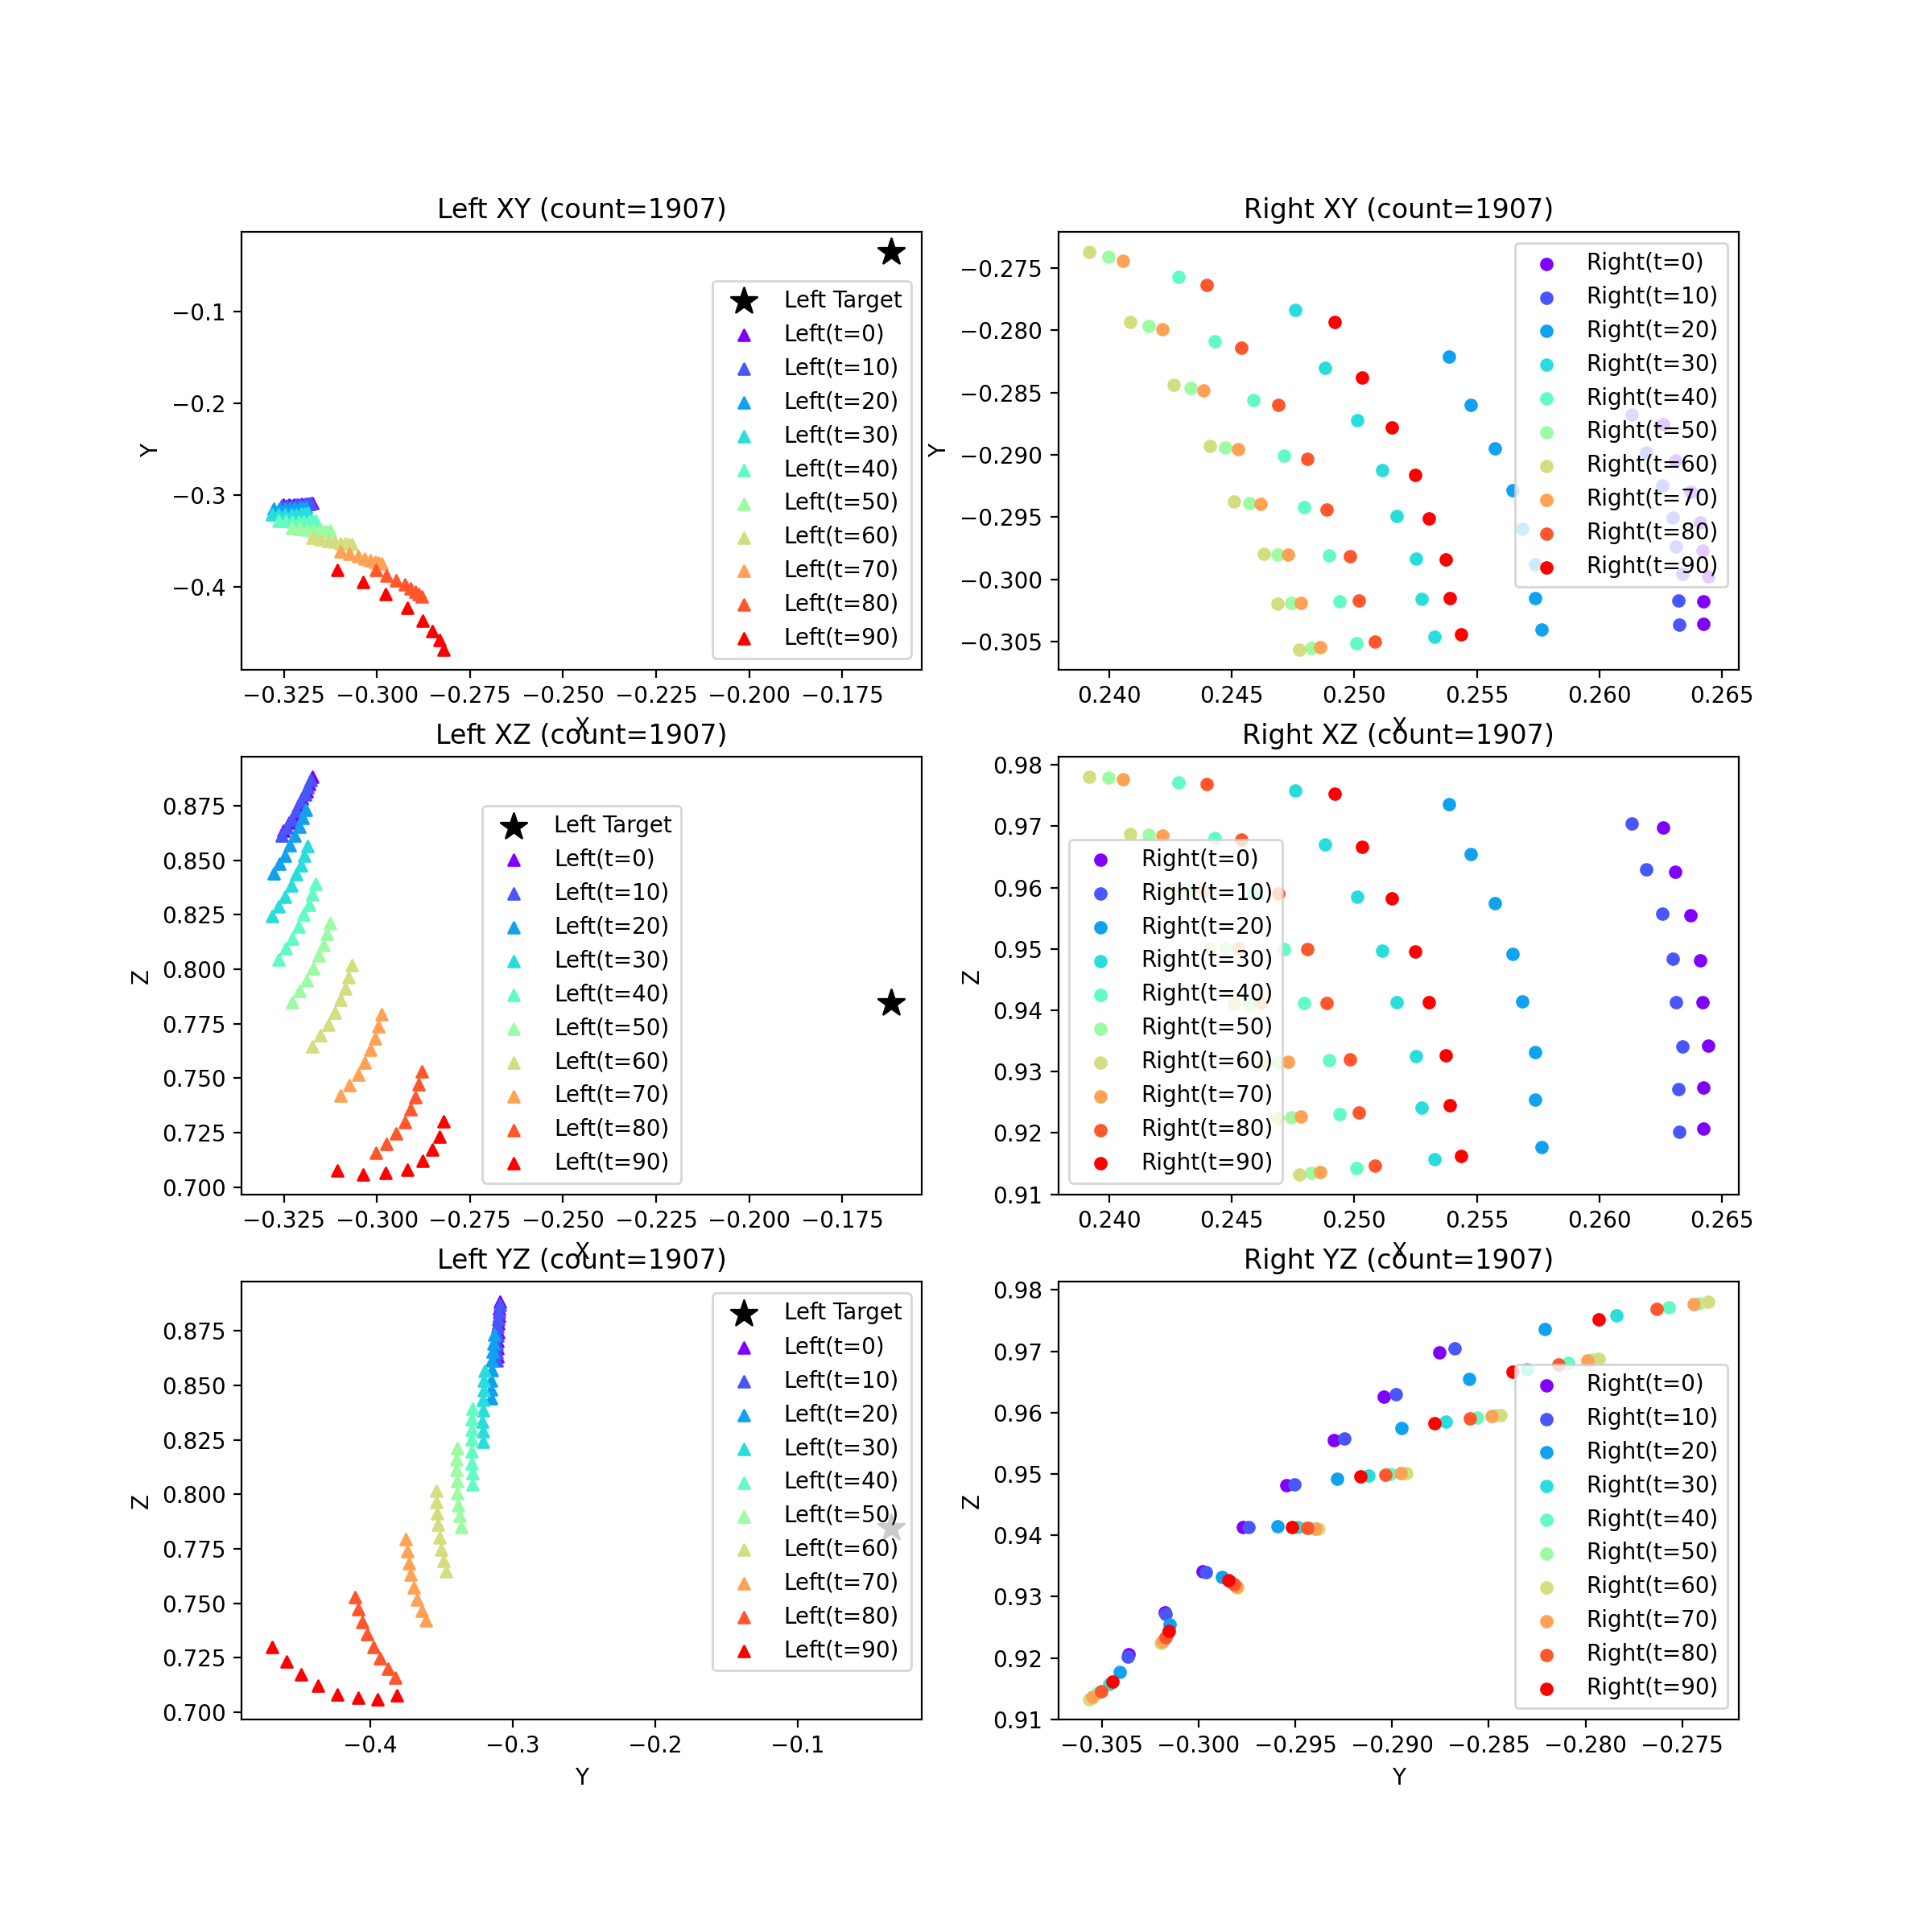 Left XY (count=1907)
Y
−0.1
−0.2
−0.3
−0.4
Left Target
Left(t=0)
Left(t=10)
Left(t=20)
Left(t=30)
Left(t=40)
Left(t=50)
Left(t=60)
Left(t=70)
Left(t=80)
Left(t=90)
−0.325 −0.300 −0.275 −0.250 −0.225 −0.200 −0.175
X
Right XY (count=1907)
Y
−0.275
−0.280
−0.285
−0.290
−0.295
−0.300
−0.305
Right(t=0)
Right(t=10)
Right(t=20)
Right(t=30)
Right(t=40)
Right(t=50)
Right(t=60)
Right(t=70)
Right(t=80)
Right(t=90)
0.240 0.245 0.250 0.255 0.260 0.265
X
Left XZ (count=1907)
Z
0.875
0.850
0.825
0.800
0.775
0.750
0.725
0.700
Left Target
Left(t=0)
Left(t=10)
Left(t=20)
Left(t=30)
Left(t=40)
Left(t=50)
Left(t=60)
Left(t=70)
Left(t=80)
Left(t=90)
−0.325 −0.300 −0.275 −0.250 −0.225 −0.200 −0.175
X
Right XZ (count=1907)
Z
0.98
0.97
0.96
0.95
0.94
0.93
0.92
0.91
Right(t=0)
Right(t=10)
Right(t=20)
Right(t=30)
Right(t=40)
Right(t=50)
Right(t=60)
Right(t=70)
Right(t=80)
Right(t=90)
0.240 0.245 0.250 0.255 0.260 0.265
X
Left YZ (count=1907)
Z
0.875
0.850
0.825
0.800
0.775
0.750
0.725
0.700
Left Target
Left(t=0)
Left(t=10)
Left(t=20)
Left(t=30)
Left(t=40)
Left(t=50)
Left(t=60)
Left(t=70)
Left(t=80)
Left(t=90)
−0.4 −0.3 −0.2 −0.1
Y
Right YZ (count=1907)
Z
0.98
0.97
0.96
0.95
0.94
0.93
0.92
0.91
Right(t=0)
Right(t=10)
Right(t=20)
Right(t=30)
Right(t=40)
Right(t=50)
Right(t=60)
Right(t=70)
Right(t=80)
Right(t=90)
−0.305 −0.300 −0.295 −0.290 −0.285 −0.280 −0.275
Y